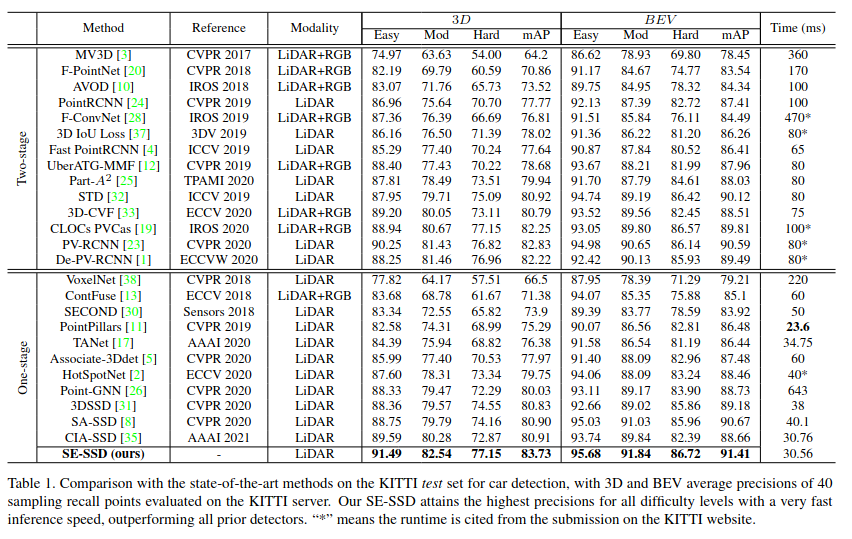 Method Reference Modality 3D BEV Time (ms)
Easy Mod Hard mAP Easy Mod Hard mAP
Two-stage
MV3D [3] CVPR 2017 LiDAR+RGB 74.97 63.63 54.00 64.2 86.62 78.93 69.80 78.45 360
F-PointNet [20] CVPR 2018 LiDAR+RGB 82.19 69.79 60.59 70.86 91.17 84.67 74.77 83.54 170
AVOD [10] IROS 2018 LiDAR+RGB 83.07 71.76 65.73 73.52 89.75 84.95 78.32 84.34 100
PointRCNN [24] CVPR 2019 LiDAR 86.96 75.64 70.70 77.77 92.13 87.39 82.72 87.41 100
F-ConvNet [28] IROS 2019 LiDAR+RGB 87.36 76.39 66.69 76.81 91.51 85.84 76.11 84.49 470*
3D IoU Loss [37] 3DV 2019 LiDAR 86.16 76.50 71.39 78.02 91.36 86.22 81.20 86.26 80*
Fast PointRCNN [4] ICCV 2019 LiDAR 85.29 77.40 70.24 77.64 90.87 87.84 80.52 86.41 65
UberATG-MMF [12] CVPR 2019 LiDAR+RGB 88.40 77.43 70.22 78.68 93.67 88.21 81.99 87.96 80
Part-A² [25] TPAMI 2020 LiDAR 87.81 78.49 73.51 79.94 91.70 87.79 84.61 88.03 80
STD [32] ICCV 2019 LiDAR 87.95 79.71 75.09 80.92 94.74 89.19 86.42 90.12 80
3D-CVF [33] ECCV 2020 LiDAR+RGB 89.20 80.05 73.11 80.79 93.52 89.56 82.45 88.51 75
CLOCs PVCas [19] IROS 2020 LiDAR+RGB 88.94 80.67 77.15 82.25 93.05 89.80 86.57 89.81 100*
PV-RCNN [23] CVPR 2020 LiDAR 90.25 81.43 76.82 82.83 94.98 90.65 86.14 90.59 80*
De-PV-RCNN [1] ECCVW 2020 LiDAR 88.25 81.46 76.96 82.22 92.42 90.13 85.93 89.49 80*
One-stage
VoxelNet [38] CVPR 2018 LiDAR 77.82 64.17 57.51 66.5 87.95 78.39 71.29 79.21 220
ContFuse [13] ECCV 2018 LiDAR+RGB 83.68 68.78 61.67 71.38 94.07 85.35 75.88 85.1 60
SECOND [30] Sensors 2018 LiDAR 83.34 72.55 65.82 73.9 89.39 83.77 78.59 83.92 50
PointPillars [11] CVPR 2019 LiDAR 82.58 74.31 68.99 75.29 90.07 86.56 82.81 86.48 23.6
TANet [17] AAAI 2020 LiDAR 84.39 75.94 68.82 76.38 91.58 86.54 81.19 86.44 34.75
Associate-3Ddet [5] CVPR 2020 LiDAR 85.99 77.40 70.53 77.97 91.40 88.09 82.96 87.48 60
HotSpotNet [2] ECCV 2020 LiDAR 87.60 78.31 73.34 79.75 94.06 88.09 83.24 88.46 40*
Point-GNN [26] CVPR 2020 LiDAR 88.33 79.47 72.29 80.03 93.11 89.17 83.90 88.73 643
3DSSD [31] CVPR 2020 LiDAR 88.36 79.57 74.55 80.83 92.66 89.02 85.86 89.18 38
SA-SSD [8] CVPR 2020 LiDAR 88.75 79.79 74.16 80.90 95.03 91.03 85.96 90.67 40.1
CIA-SSD [35] AAAI 2021 LiDAR 89.59 80.28 72.87 80.91 93.74 89.84 82.39 88.66 30.76
SE-SSD (ours) - LiDAR 91.49 82.54 77.15 83.73 95.68 91.84 86.72 91.41 30.56
Table 1. Comparison with the state-of-the-art methods on the KITTI test set for car detection, with 3D and BEV average precisions of 40
sampling recall points evaluated on the KITTI server. Our SE-SSD attains the highest precisions for all difficulty levels with a very fast
inference speed, outperforming all prior detectors. “*” means the runtime is cited from the submission on the KITTI website.